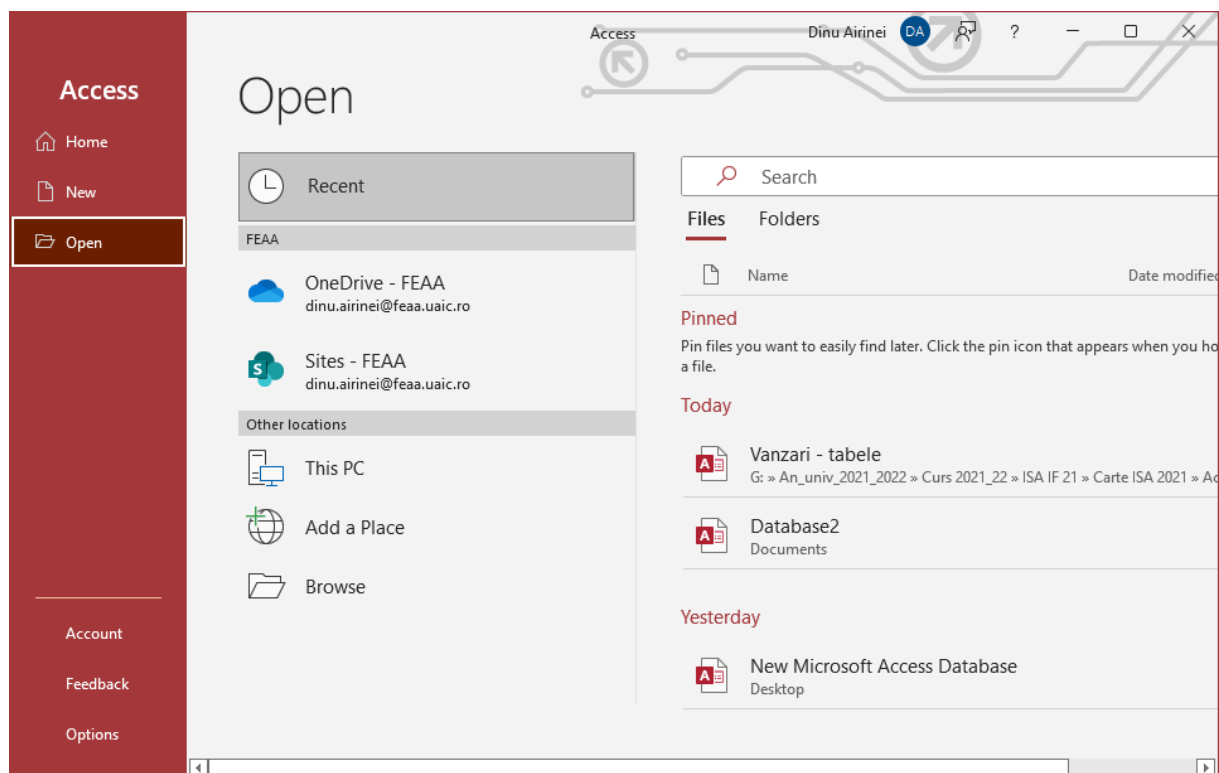 Access
Dinu Airinei
DA
?
Access
Home
New
Open
Account
Feedback
Options
Open
Recent
FEAA
OneDrive - FEAA
dinu.airinei@feaa.uaic.ro
Sites - FEAA
dinu.airinei@feaa.uaic.ro
Other locations
This PC
Add a Place
Browse
Search
Files Folders
Name Date modified
Pinned
Pin files you want to easily find later. Click the pin icon that appears when you ho
a file.
Today
Vanzari - tabele
G: » An_univ_2021_2022 » Curs 2021_22 » ISA IF 21 » Carte ISA 2021 » Ac
Database2
Documents
Yesterday
New Microsoft Access Database
Desktop